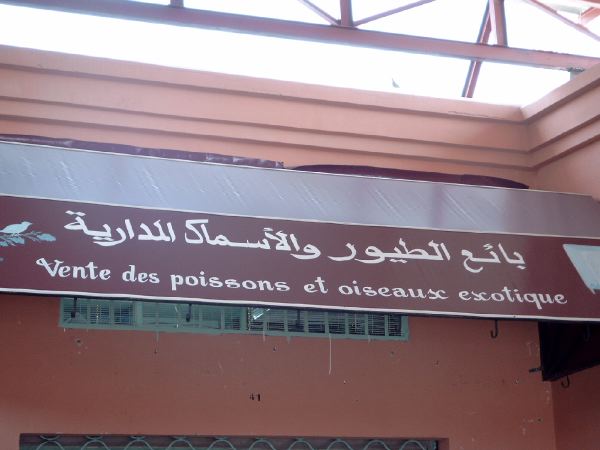 بائع الطيور والأسماك المدارية
Vente des poissons et oiseaux exotique
41